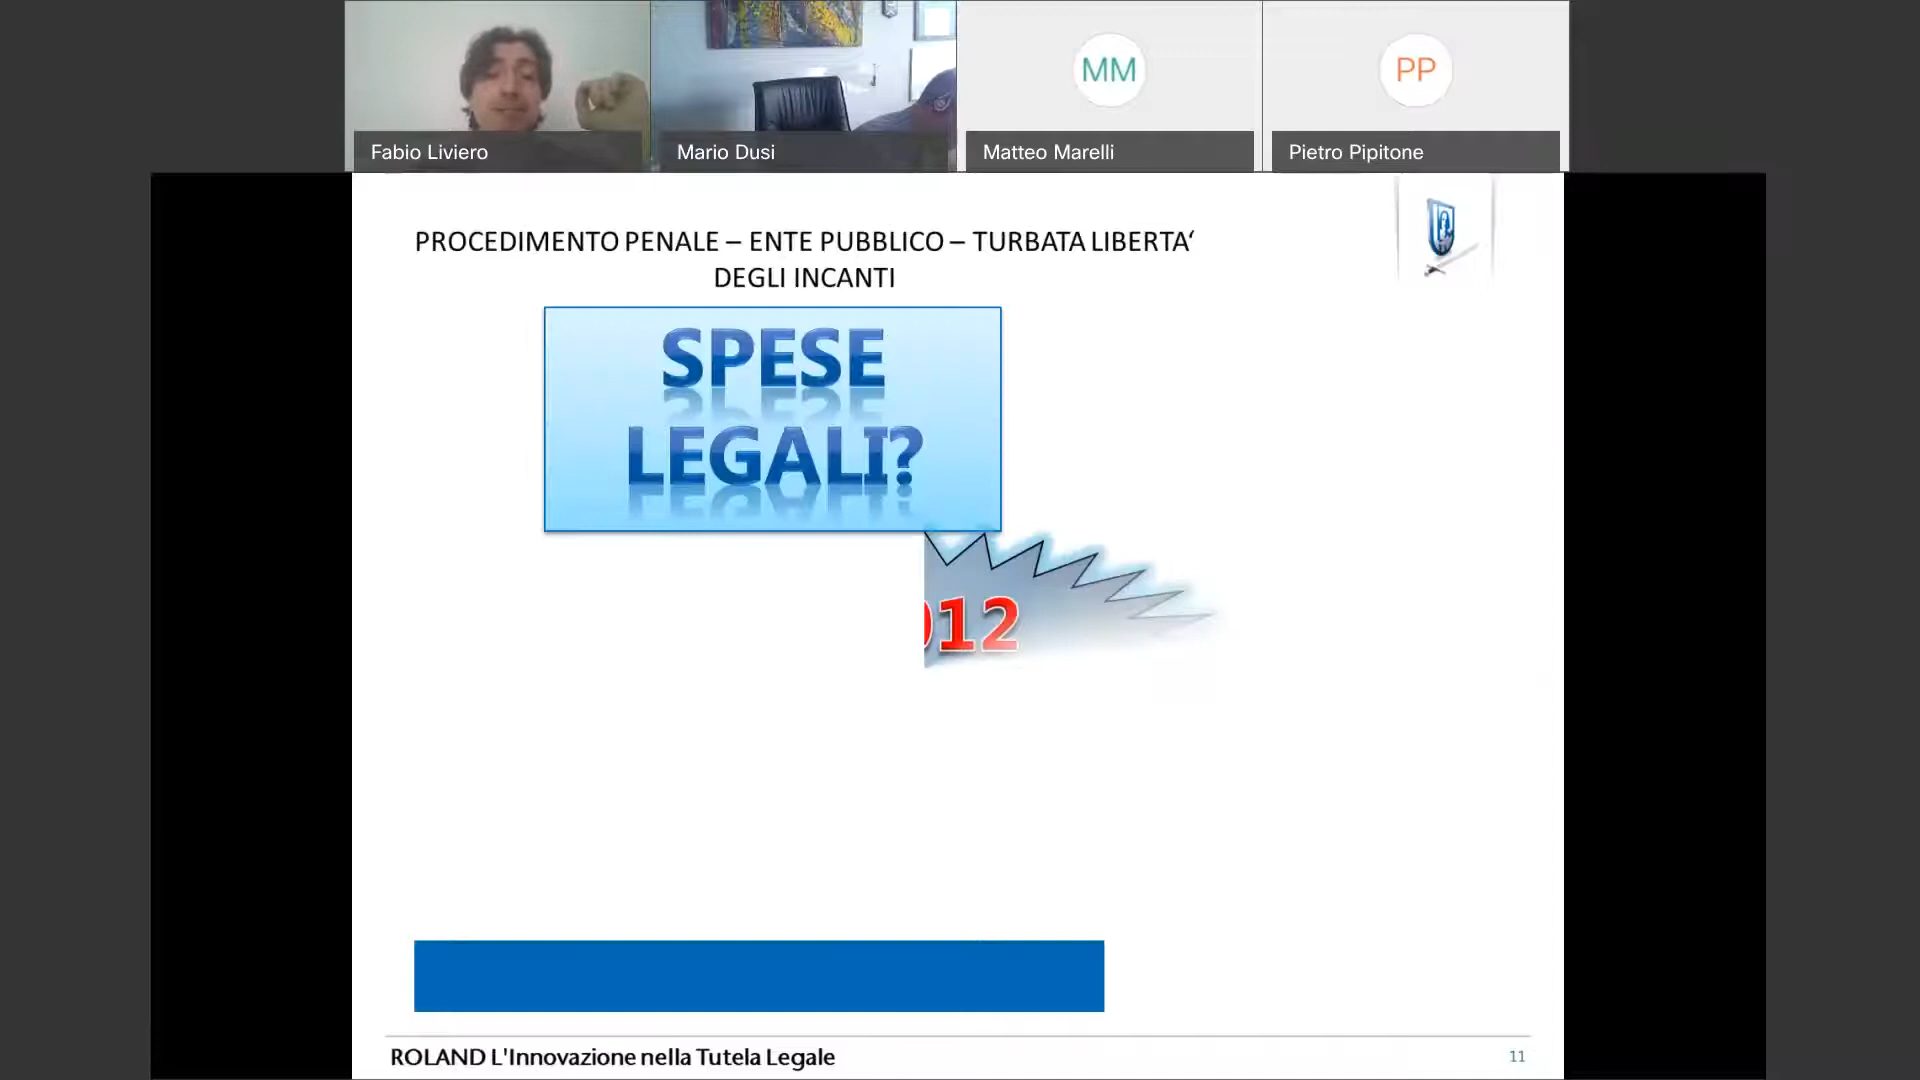 MM
PP
Fabio Liviero
Mario Dusi
Matteo Marelli
Pietro Pipitone
PROCEDIMENTO PENALE – ENTE PUBBLICO – TURBATA LIBERTA‘
DEGLI INCANTI
SPESE
LEGALI?
12
ROLAND L'Innovazione nella Tutela Legale
11